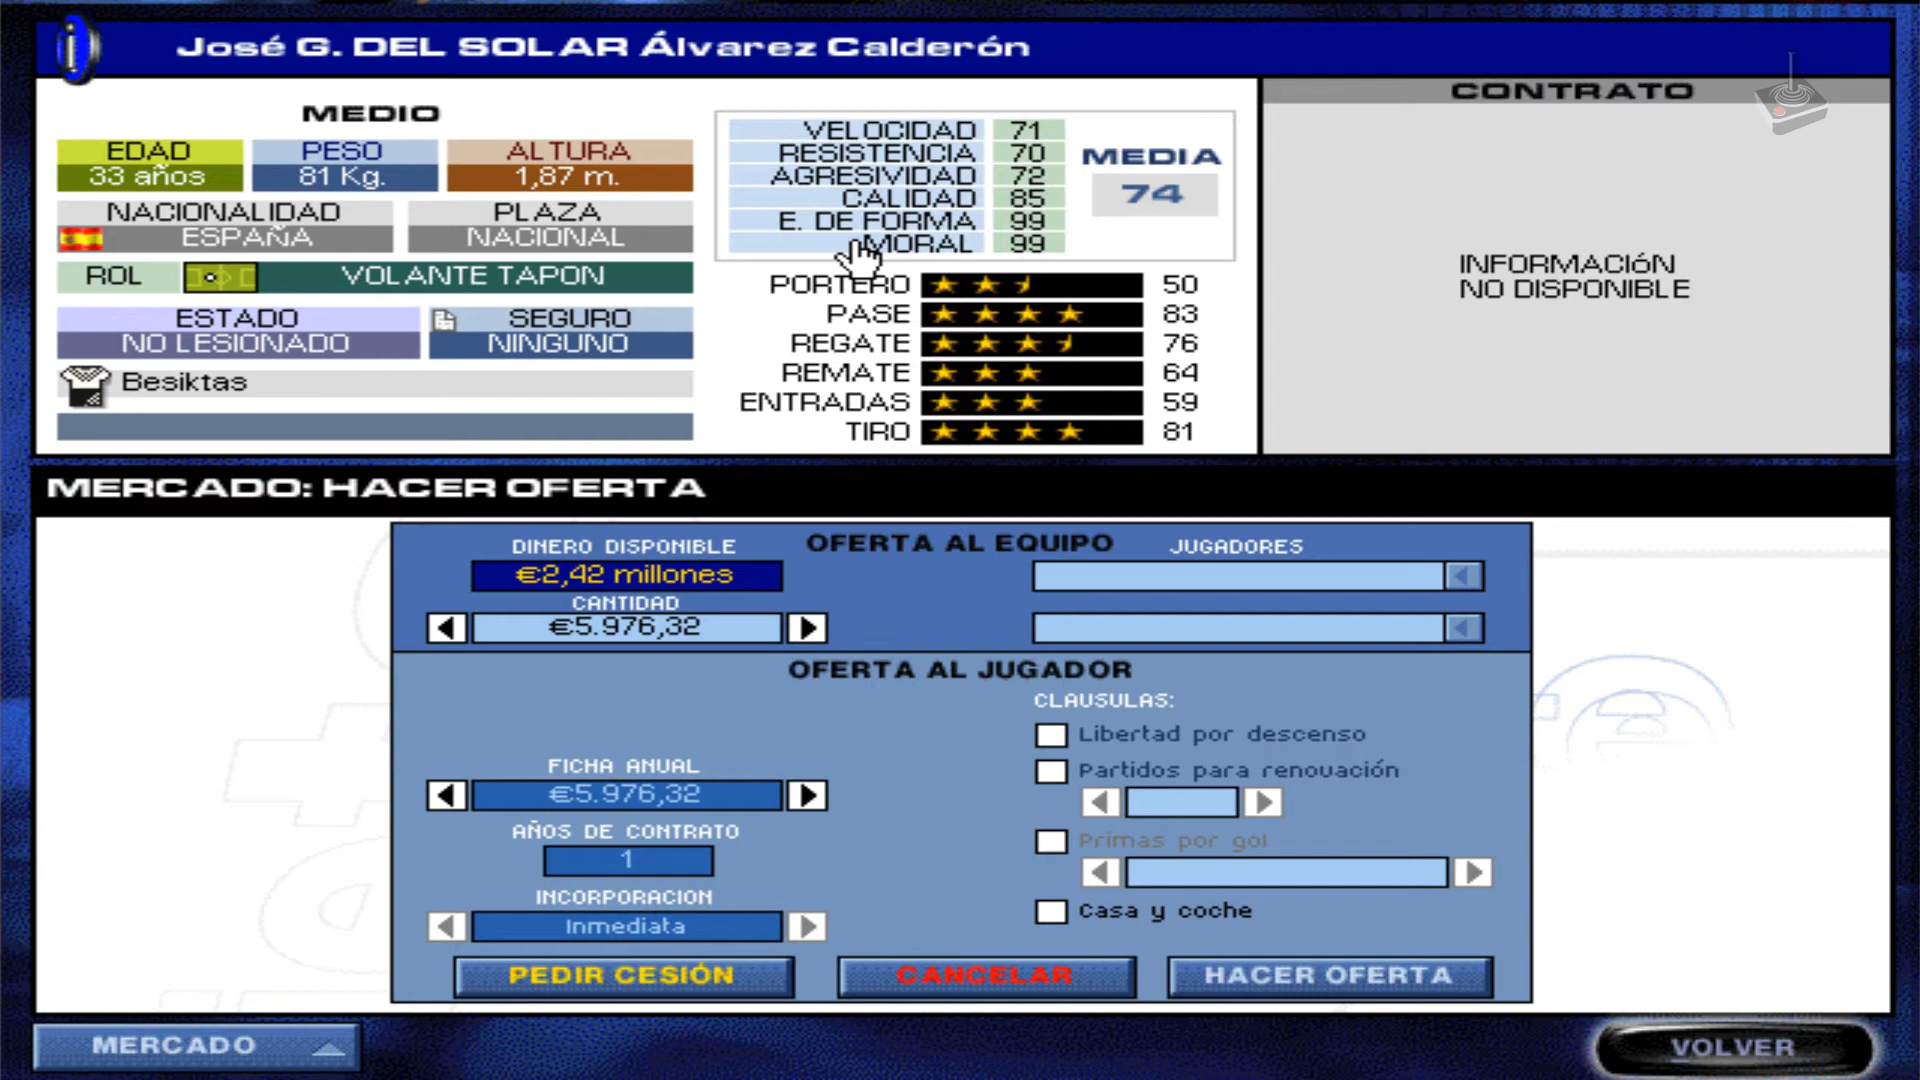 José G. DEL SOLAR Álvarez Calderón
MEDIO
EDAD
33 años
PESO
81 Kg.
ALTURA
1,87 m.
NACIONALIDAD
ESPAÑA
PLAZA
NACIONAL
ROL
VOLANTE TAPON
ESTADO
NO LESIONADO
SEGURO
NINGUNO
Besiktas
VELOCIDAD 71
RESISTENCIA 70
AGRESIVIDAD 72
CALIDAD 85
E. DE FORMA 99
MORAL 99
MEDIA
74
PORTERO 50
PASE 83
REGATE 76
REMATE 64
ENTRADAS 59
TIRO 81
CONTRATO
INFORMACIóN
NO DISPONIBLE
MERCADO: HACER OFERTA
OFERTA AL EQUIPO
DINERO DISPONIBLE
€2,42 millones
CANTIDAD
€5.976,32
JUGADORES
OFERTA AL JUGADOR
FICHA ANUAL
€5.976,32
AÑOS DE CONTRATO
1
INCORPORACION
Inmediata
CLAUSULAS:
Libertad por descenso
Partidos para renovación
Primas por gol
Casa y coche
PEDIR CESIÓN
CANCELAR
HACER OFERTA
MERCADO
VOLVER